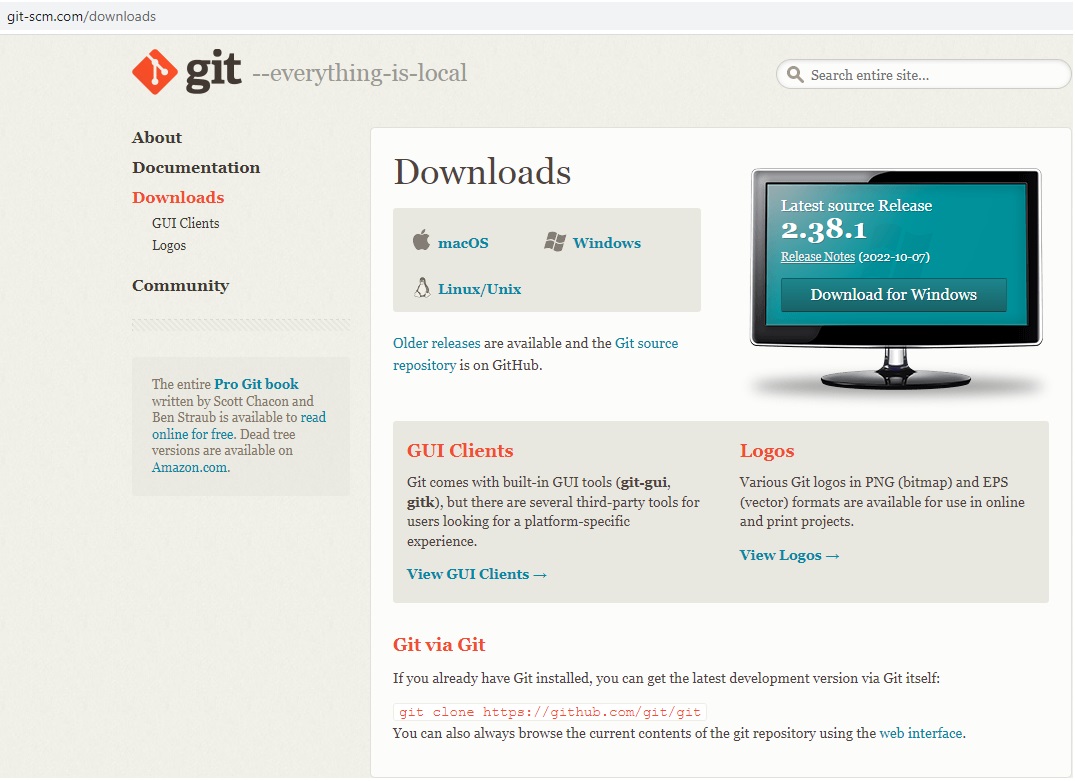 git-scm.com/downloads
git --everything-is-local
Search entire site...
About
Documentation
Downloads
GUI Clients
Logos
Community
The entire Pro Git book
written by Scott Chacon and
Ben Straub is available to read
online for free. Dead tree
versions are available on
Amazon.com.
Downloads
macOS
Windows
Linux/Unix
Older releases are available and the Git source
repository is on GitHub.
Latest source Release
2.38.1
Release Notes (2022-10-07)
Download for Windows
GUI Clients
Git comes with built-in GUI tools (git-gui,
gitk), but there are several third-party tools for
users looking for a platform-specific
experience.
View GUI Clients →
Logos
Various Git logos in PNG (bitmap) and EPS
(vector) formats are available for use in online
and print projects.
View Logos →
Git via Git
If you already have Git installed, you can get the latest development version via Git itself:
git clone https://github.com/git/git
You can also always browse the current contents of the git repository using the web interface.